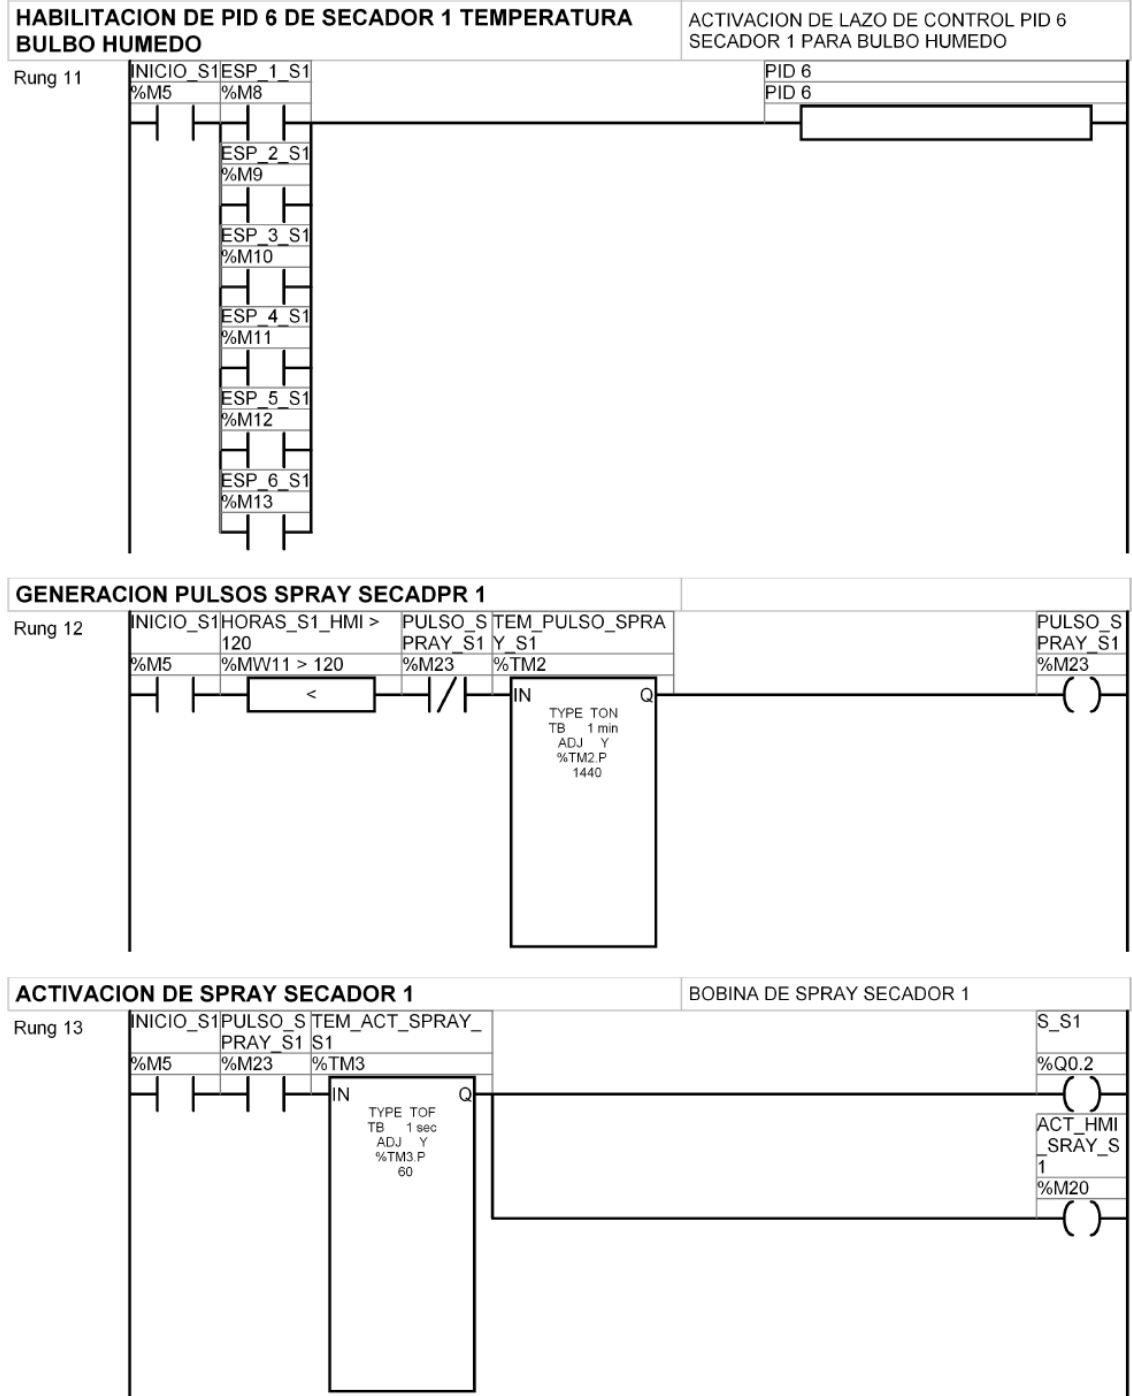 HABILITACION DE PID 6 DE SECADOR 1 TEMPERATURA
BULBO HUMEDO
ACTIVACION DE LAZO DE CONTROL PID 6
SECADOR 1 PARA BULBO HUMEDO
Rung 11
INICIO_S1
%M5
ESP_1_S1
%M8
PID 6
PID 6
ESP_2_S1
%M9
ESP_3_S1
%M10
ESP_4_S1
%M11
ESP_5_S1
%M12
ESP_6_S1
%M13
GENERACION PULSOS SPRAY SECADPR 1
Rung 12
INICIO_S1
%M5
HORAS_S1_HMI >
120
%MW11 > 120
<
PULSO_S
PRAY_S1
%M23
TEM_PULSO_SPRA
Y_S1
%TM2
IN Q
TYPE TON
TB 1 min
ADJ Y
%TM2.P
1440
PULSO_S
PRAY_S1
%M23
ACTIVACION DE SPRAY SECADOR 1
BOBINA DE SPRAY SECADOR 1
Rung 13
INICIO_S1
%M5
PULSO_S
PRAY_S1
%M23
TEM_ACT_SPRAY_
S1
%TM3
IN Q
TYPE TOF
TB 1 sec
ADJ Y
%TM3.P
60
S_S1
%Q0.2
ACT_HMI
_SRAY_S
1
%M20